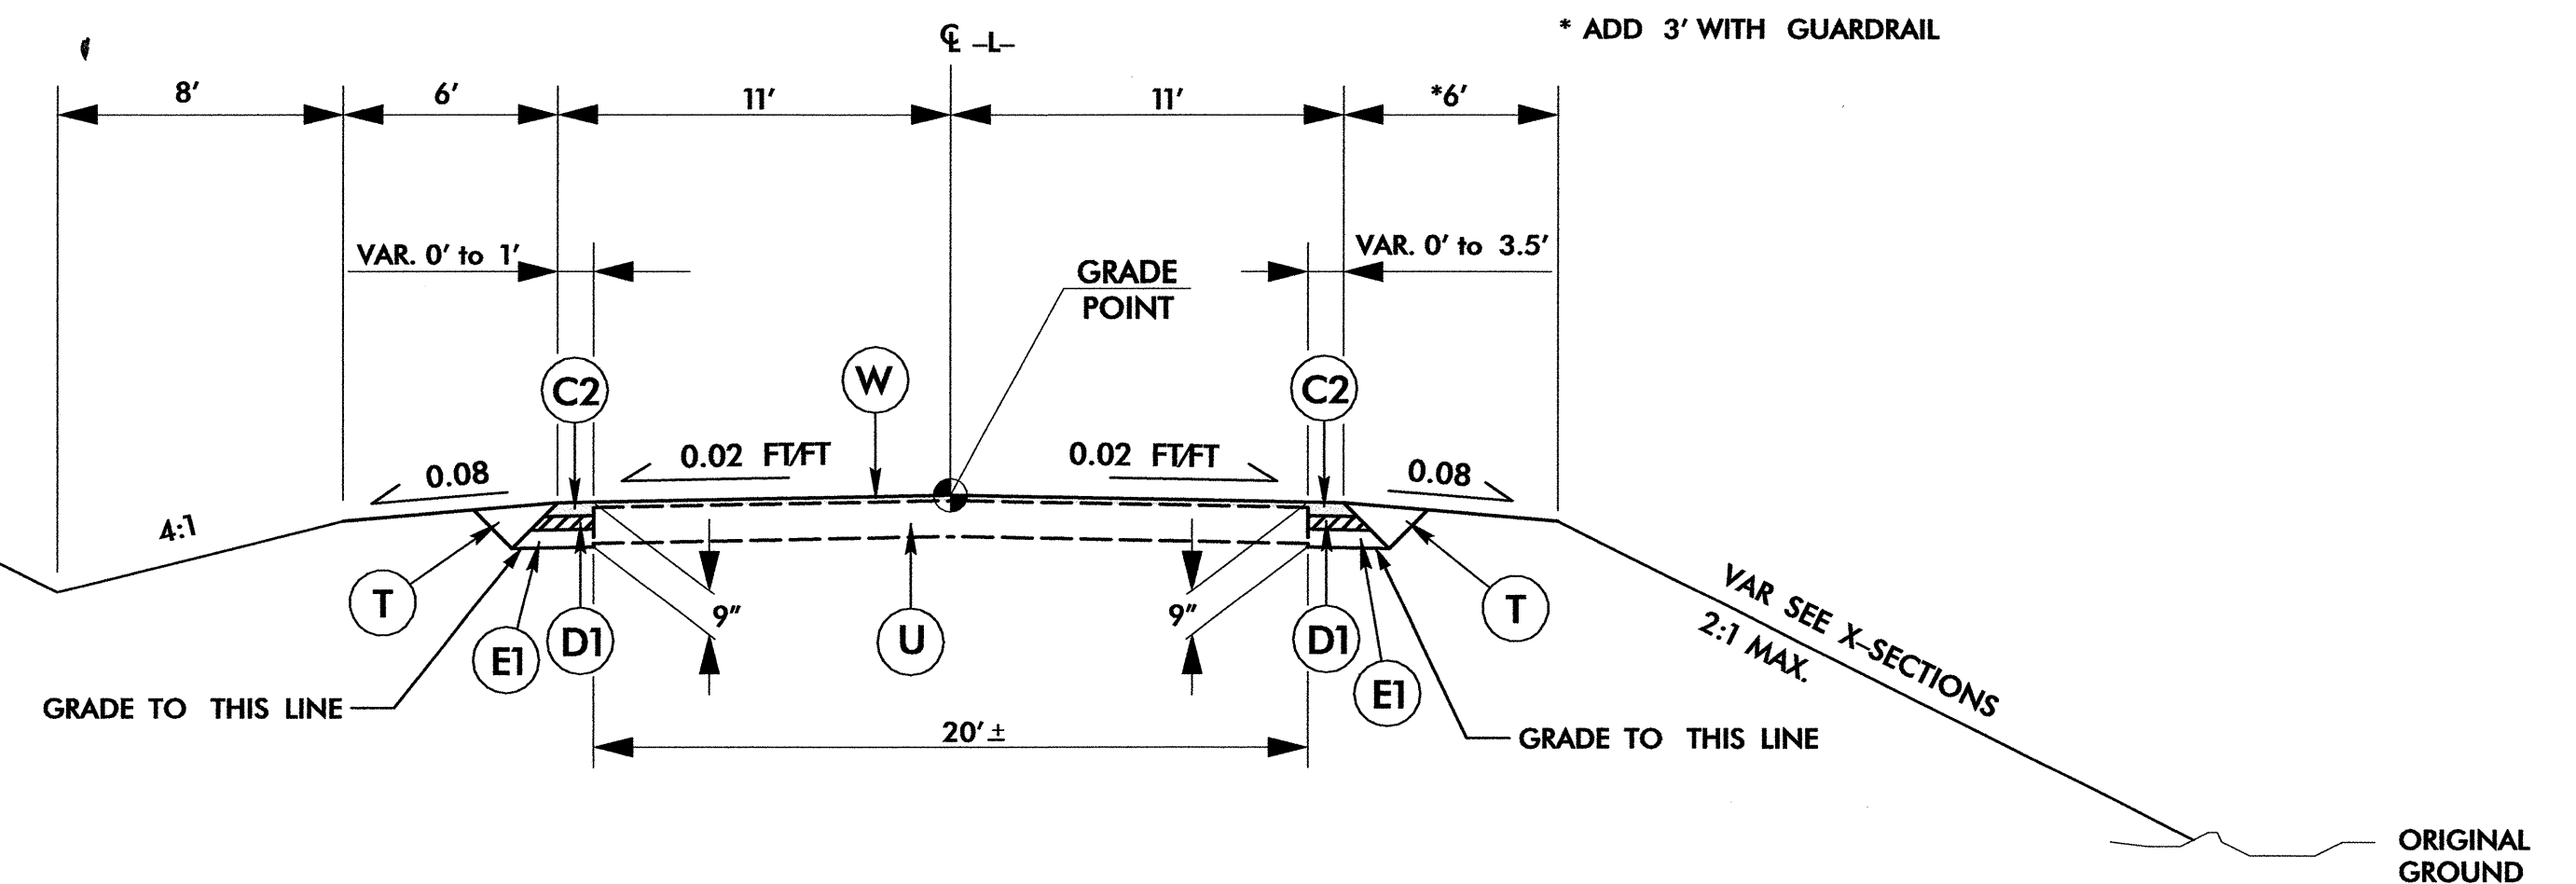 ℄ –L–
* ADD 3' WITH GUARDRAIL
8'
6'
11'
11'
*6'
VAR. 0' to 1'
VAR. 0' to 3.5'
GRADE
POINT
C2
W
C2
0.08
0.02 FT/FT
0.02 FT/FT
0.08
4:1
T
E1
D1
9"
U
9"
D1
E1
T
VAR SEE X–SECTIONS
2:1 MAX.
GRADE TO THIS LINE
20' ±
GRADE TO THIS LINE
ORIGINAL
GROUND